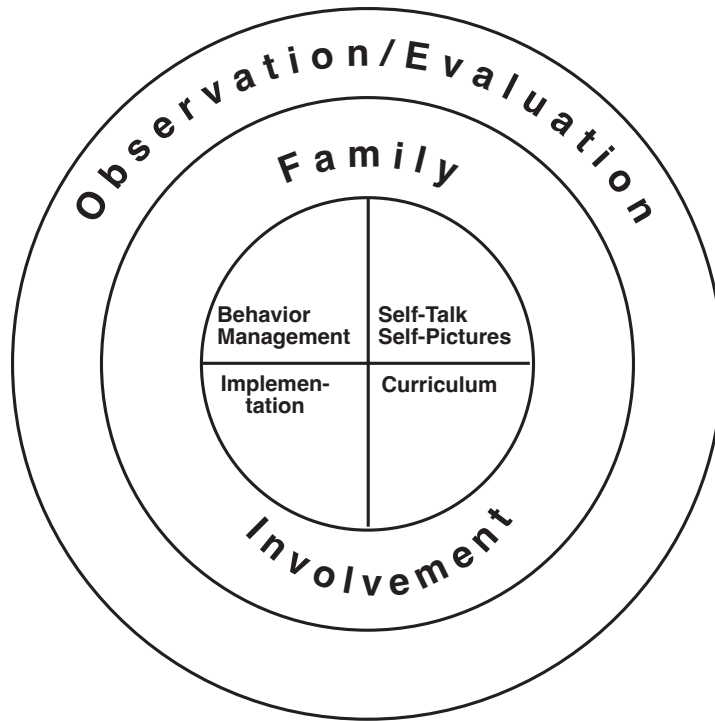 Observation/Evaluation
Family
Behavior
Management
Self-Talk
Self-Pictures
Implemen-
tation
Curriculum
Involvement